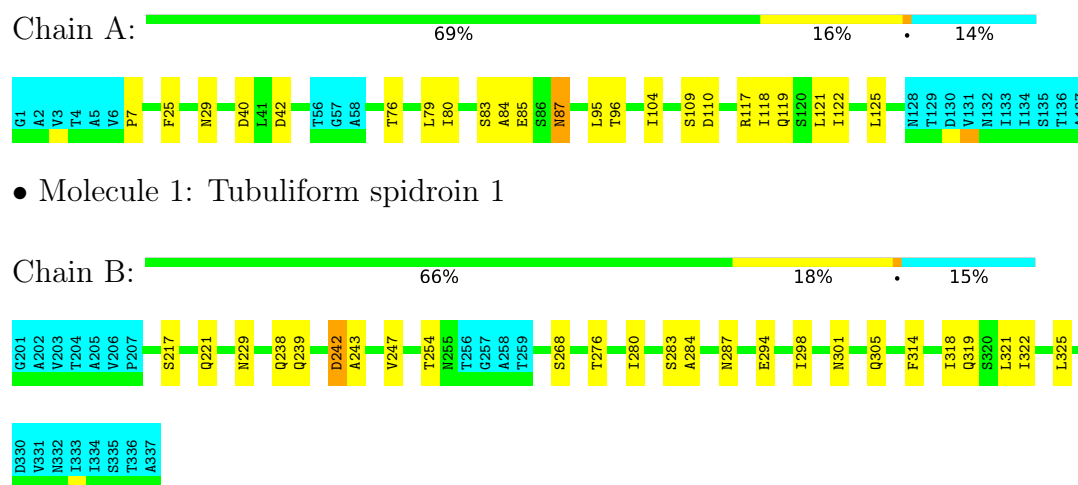 Chain A:
69% 16% • 14%
G1 A2 V3 T4 A5 V6 P7 F25 N29 D40 L41 D42 T56 G57 A58 T76 L79 I80 S83 A84 E85 S86 N87 L95 T96 I104 S109 D110 R117 I118 Q119 S120 L121 I122 L125 N128 T129 D130 V131 N132 I133 I134 S135 T136 A137
• Molecule 1: Tubuliform spidroin 1
Chain B:
66% 18% • 15%
G201 A202 V203 T204 A205 V206 P207 S217 Q221 N229 Q238 Q239 D242 A243 V247 T254 N255 T256 G257 A258 T259 S268 T276 I280 S283 A284 N287 E294 I298 N301 Q305 F314 I318 Q319 S320 L321 I322 L325
D330 V331 N332 I333 I334 S335 T336 A337